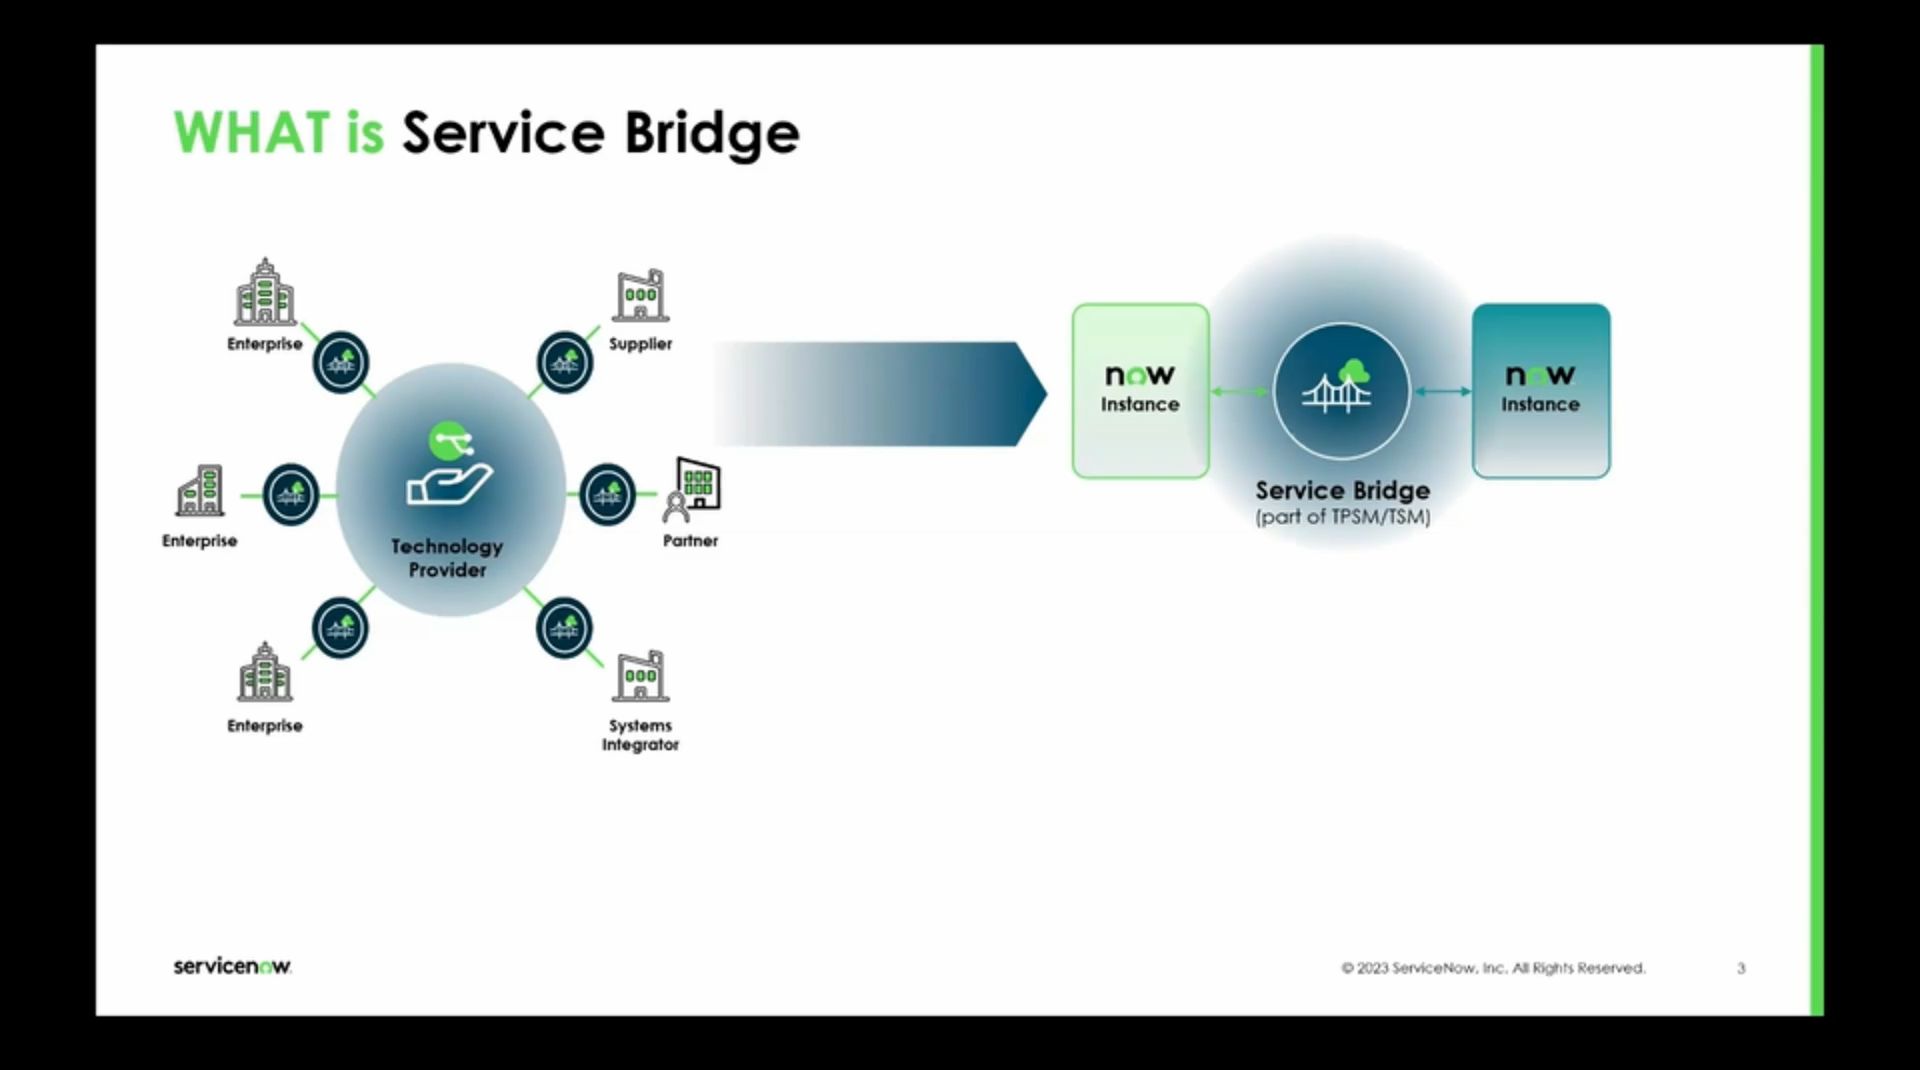 WHAT is Service Bridge
Enterprise
Supplier
Enterprise
Technology
Provider
Partner
Enterprise
Systems
Integrator
now
Instance
Service Bridge
(part of TPSM/TSM)
now
Instance
servicenow
© 2023 ServiceNow, Inc. All Rights Reserved.
3